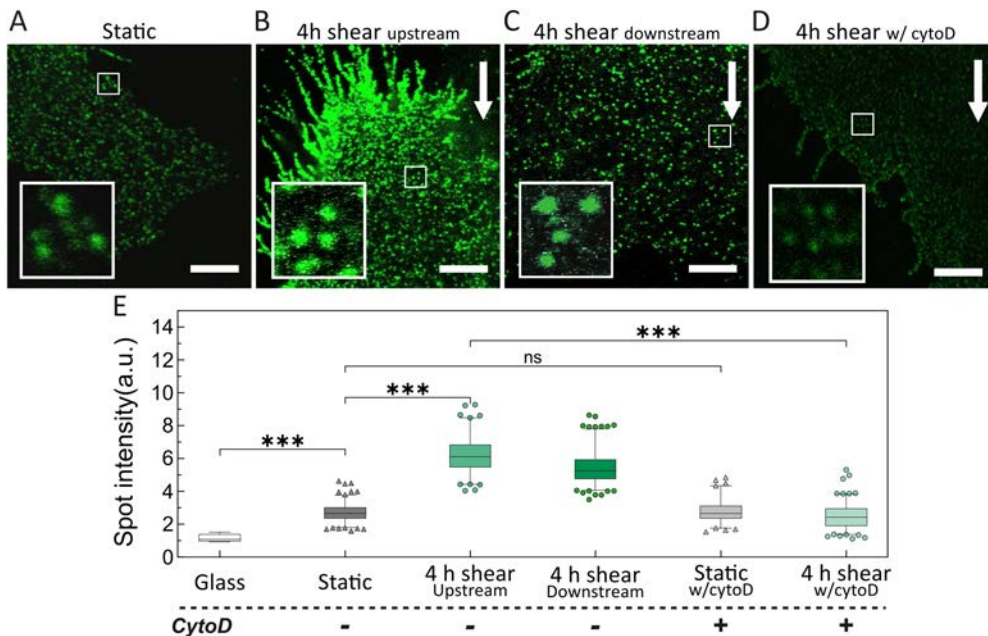 A B C D
Static 4h shear upstream 4h shear downstream 4h shear w/ cytoD
E
14
12
10
8
6
4
2
0
Spot intensity(a.u.)
***
ns
***
***
Glass Static 4 h shear 4 h shear Static 4 h shear
Upstream Downstream w/cytoD w/cytoD
CytoD - - - + +